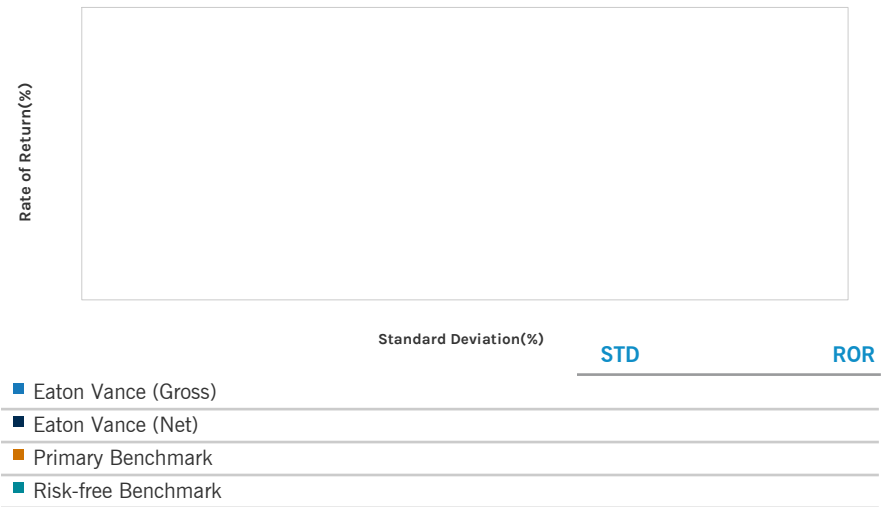 Rate of Return(%)
Standard Deviation(%)
STD ROR
Eaton Vance (Gross)
Eaton Vance (Net)
Primary Benchmark
Risk-free Benchmark